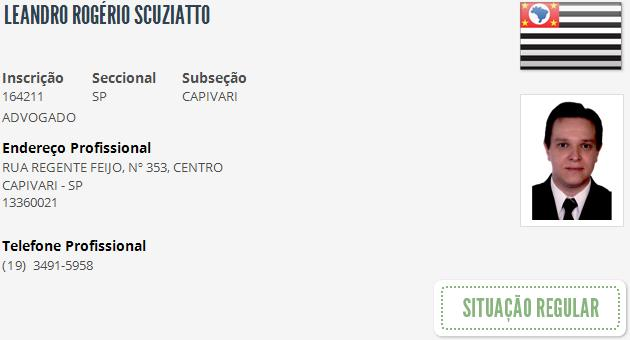 LEANDRO ROGÉRIO SCUZIATTO
Inscrição Seccional Subseção
164211 SP CAPIVARI
ADVOGADO
Endereço Profissional
RUA REGENTE FEIJO, Nº 353, CENTRO
CAPIVARI - SP
13360021
Telefone Profissional
(19) 3491-5958
SITUAÇÃO REGULAR